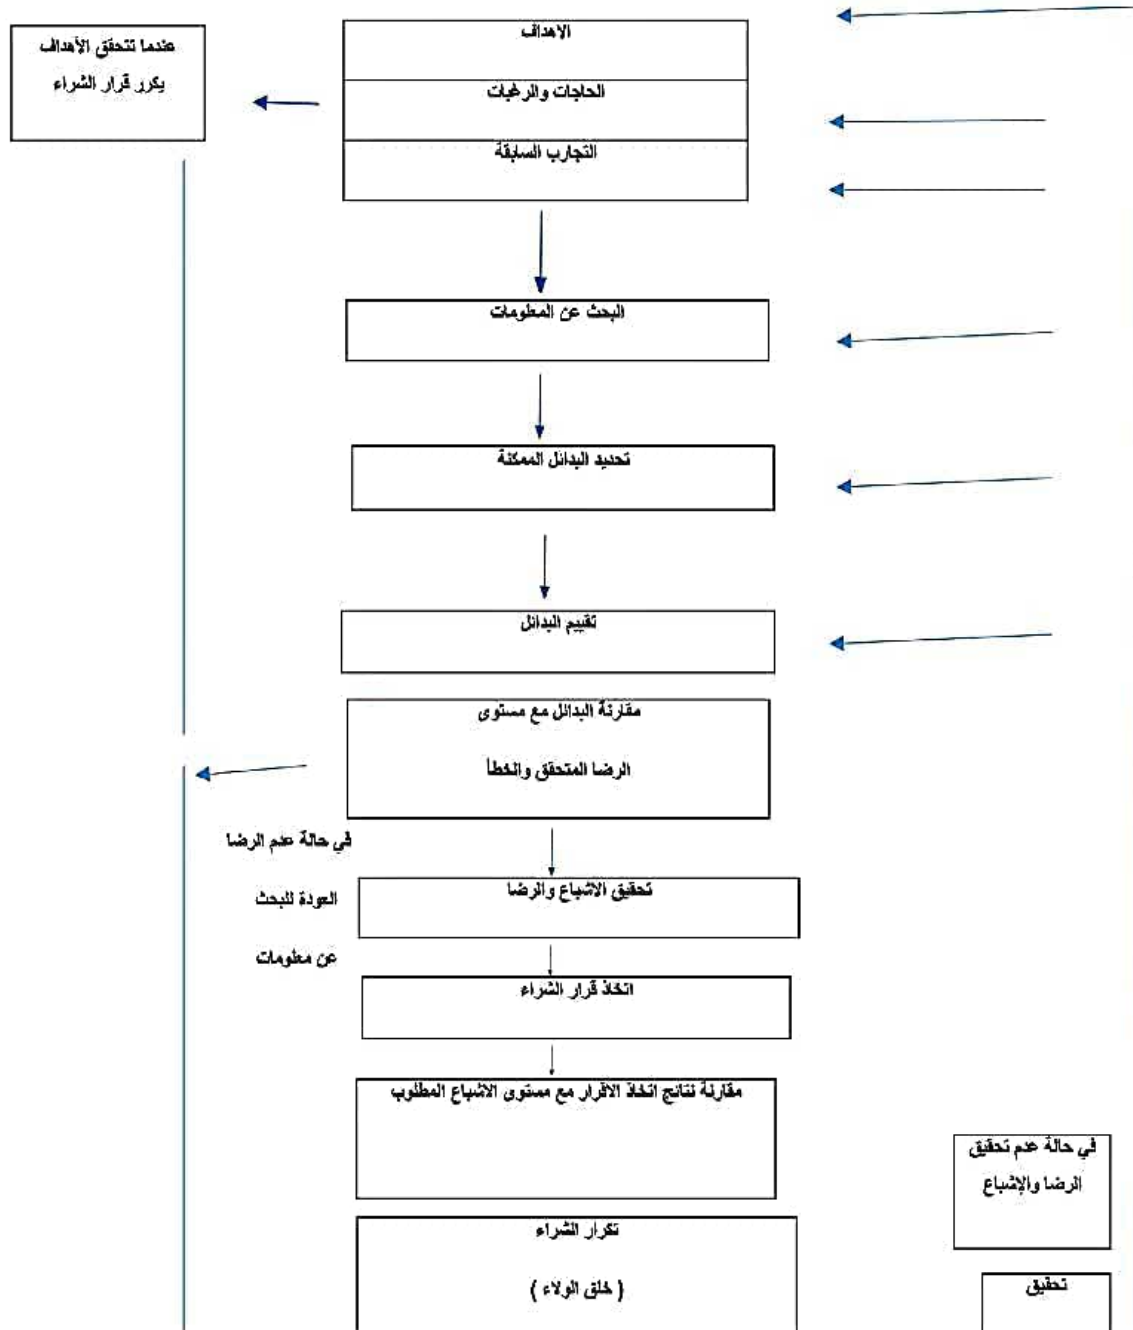 الاهداف
عندما تتحقق الأهداف
يكرر قرار الشراء
الحاجات والرغبات
التجارب السابقة
البحث عن المعلومات
تحديد البدائل الممكنة
تقييم البدائل
مقارنة البدائل مع مستوى
الرضا المتحقق والخطأ
في حالة عدم الرضا
العودة للبحث
عن معلومات
تحقيق الاشباع والرضا
اتخاذ قرار الشراء
مقارنة نتائج اتخاذ الاقرار مع مستوى الاشباع المطلوب
في حالة عدم تحقيق
الرضا والإشباع
تكرار الشراء
( خلق الولاء )
تحقيق